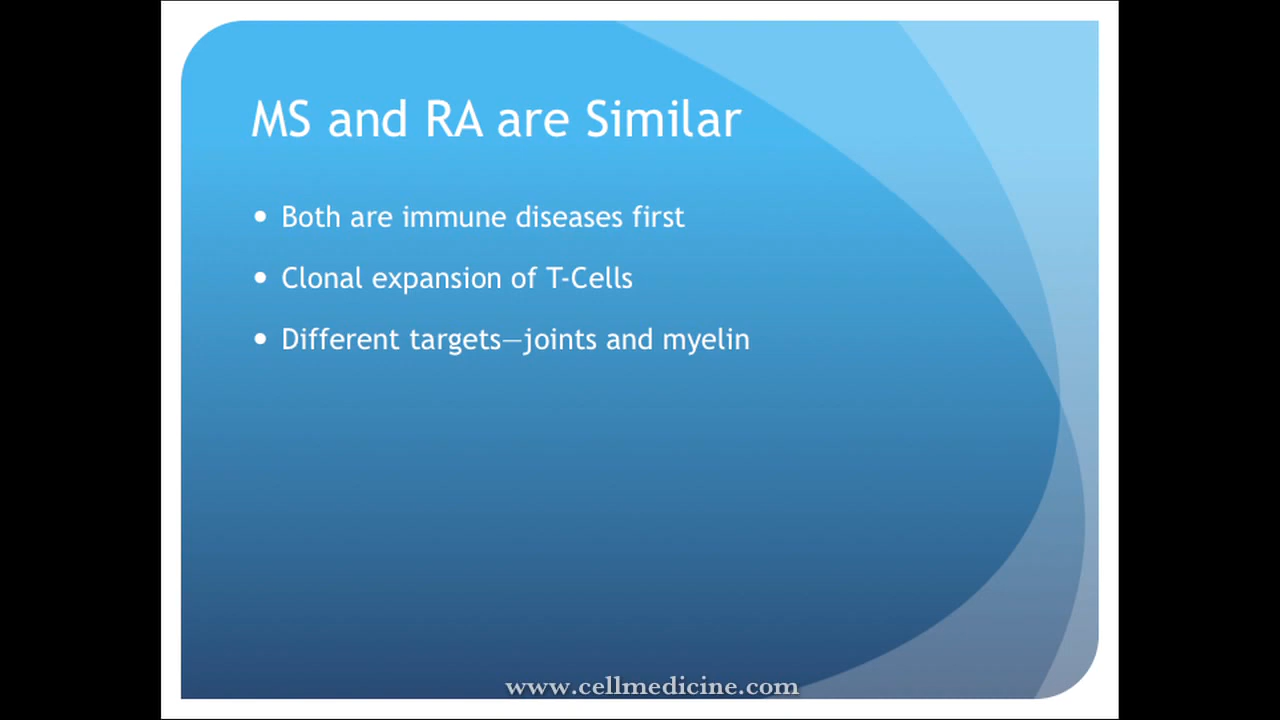 MS and RA are Similar
• Both are immune diseases first
• Clonal expansion of T-Cells
• Different targets—joints and myelin
www.cellmedicine.com